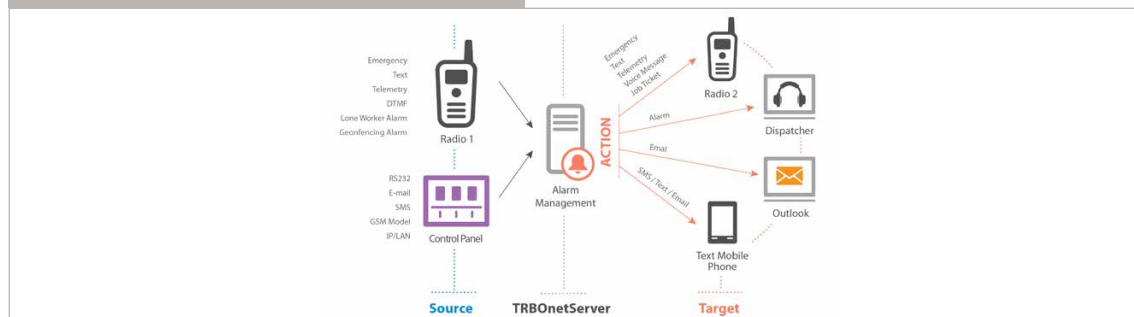 Emergency
Text
Telemetry
DTMF
Lone Worker Alarm
Geonfencing Alarm
Radio 1
RS232
E-mail
SMS
GSM Model
IP/LAN
Control Panel
Alarm
Management
ACTION
Emergency
Text
Telemetry
Voice Message
Job Ticket
Alarm
Emal
SMS / Text / Email
Radio 2
Dispatcher
Outlook
Text Mobile
Phone
Source
TRBOnetServer
Target